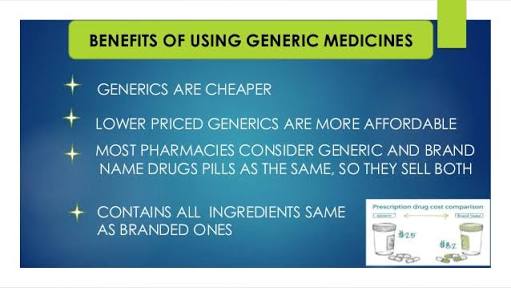 BENEFITS OF USING GENERIC MEDICINES
GENERICS ARE CHEAPER
LOWER PRICED GENERICS ARE MORE AFFORDABLE
MOST PHARMACIES CONSIDER GENERIC AND BRAND
NAME DRUGS PILLS AS THE SAME, SO THEY SELL BOTH
CONTAINS ALL INGREDIENTS SAME
AS BRANDED ONES
Prescription drug cost comparison
$25
$82